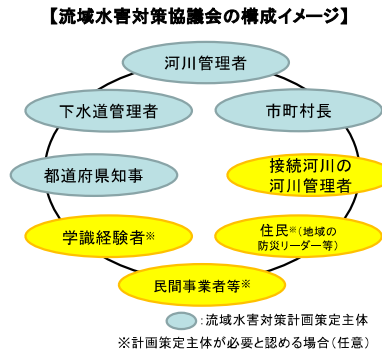 【流域水害対策協議会の構成イメージ】
河川管理者
下水道管理者
市町村長
都道府県知事
接続河川の
河川管理者
学識経験者※
住民※(地域の
防災リーダー等)
民間事業者等※
:流域水害対策計画策定主体
※計画策定主体が必要と認める場合(任意)